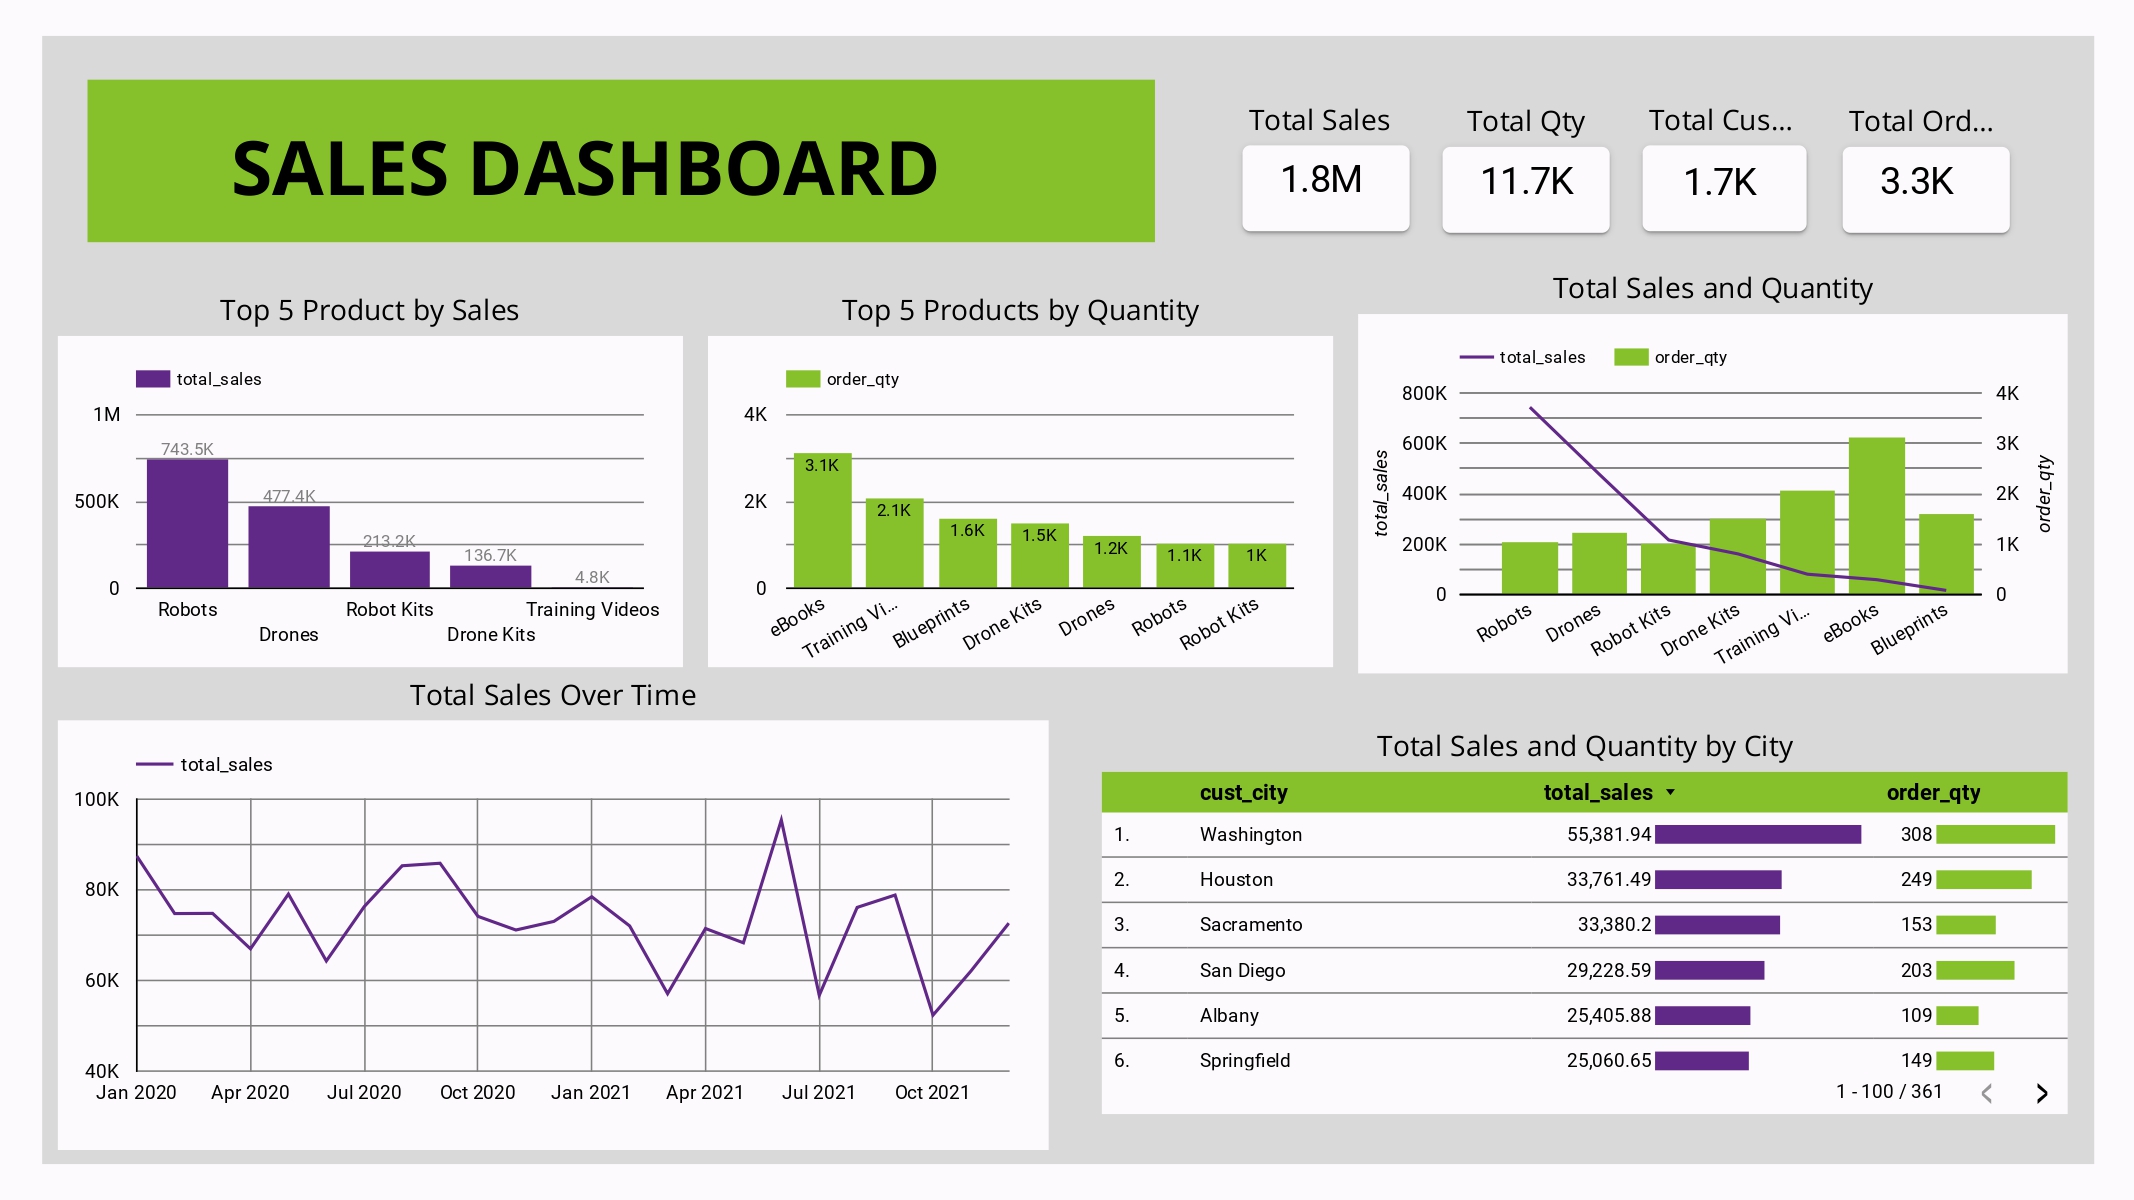 SALES DASHBOARD
Total Sales
1.8M
Total Qty
11.7K
Total Cus...
1.7K
Total Ord...
3.3K
Top 5 Product by Sales
total_sales
1M
500K
0
743.5K
477.4K
213.2K
136.7K
4.8K
Robots
Drones
Robot Kits
Drone Kits
Training Videos
Top 5 Products by Quantity
order_qty
4K
2K
0
3.1K
2.1K
1.6K
1.5K
1.2K
1.1K
1K
eBooks
Training Vi...
Blueprints
Drone Kits
Drones
Robots
Robot Kits
Total Sales and Quantity
total_sales order_qty
800K
600K
400K
200K
0
total_sales
4K
3K
2K
1K
0
order_qty
Robots
Drones
Robot Kits
Drone Kits
Training Vi...
eBooks
Blueprints
Total Sales Over Time
total_sales
100K
80K
60K
40K
Jan 2020 Apr 2020 Jul 2020 Oct 2020 Jan 2021 Apr 2021 Jul 2021 Oct 2021
Total Sales and Quantity by City
cust_city total_sales order_qty
1. Washington 55,381.94 308
2. Houston 33,761.49 249
3. Sacramento 33,380.2 153
4. San Diego 29,228.59 203
5. Albany 25,405.88 109
6. Springfield 25,060.65 149
1 - 100 / 361